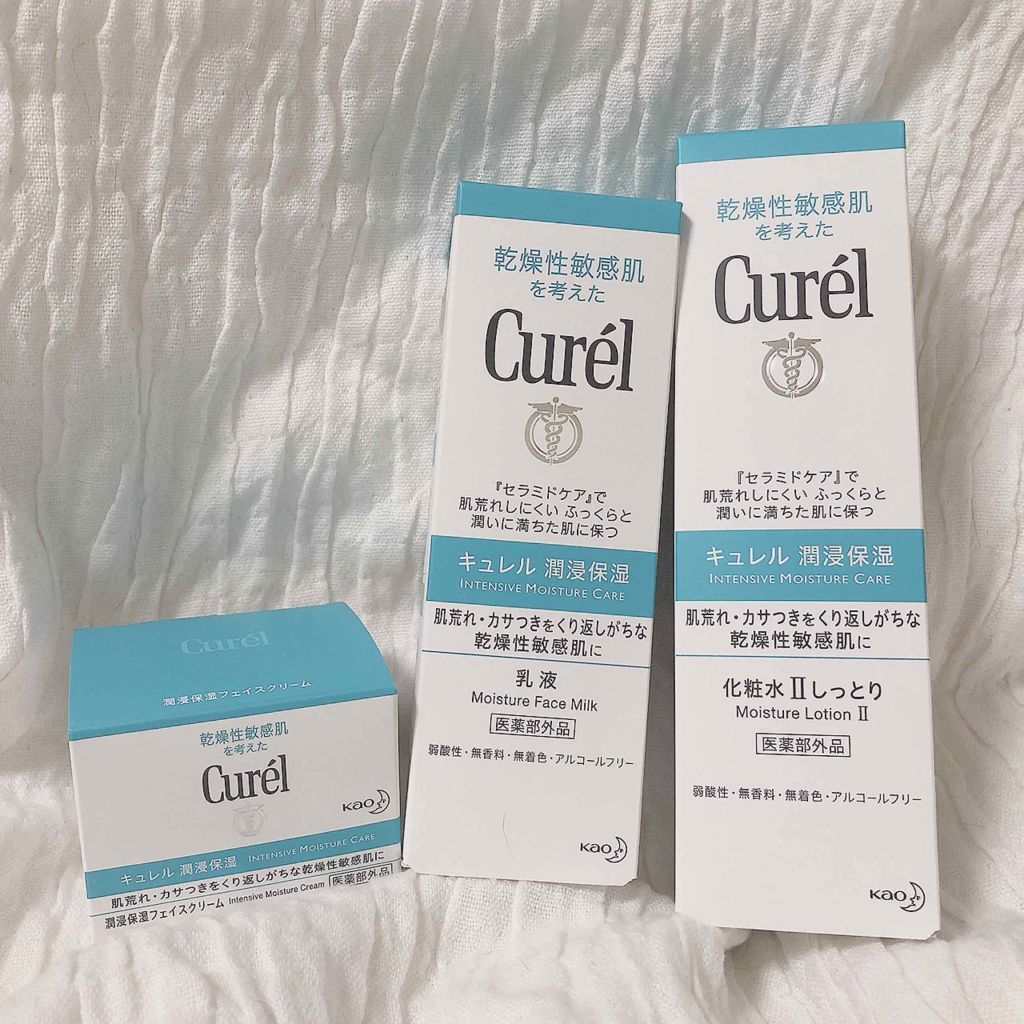 Curél
潤浸保湿フェイスクリーム
乾燥性敏感肌
を考えた
Curél
Kao
キュレル 潤浸保湿 INTENSIVE MOISTURE CARE
肌荒れ・カサつきをくり返しがちな乾燥性敏感肌に
潤浸保湿フェイスクリーム Intensive Moisture Cream 医薬部外品
乾燥性敏感肌
を考えた
Curél
『セラミドケア』で
肌荒れしにくい ふっくらと
潤いに満ちた肌に保つ
キュレル 潤浸保湿
INTENSIVE MOISTURE CARE
肌荒れ・カサつきをくり返しがちな
乾燥性敏感肌に
乳液
Moisture Face Milk
医薬部外品
弱酸性・無香料・無着色・アルコールフリー
Kao
乾燥性敏感肌
を考えた
Curél
『セラミドケア』で
肌荒れしにくい ふっくらと
潤いに満ちた肌に保つ
キュレル 潤浸保湿
INTENSIVE MOISTURE CARE
肌荒れ・カサつきをくり返しがちな
乾燥性敏感肌に
化粧水 II しっとり
Moisture Lotion II
医薬部外品
弱酸性・無香料・無着色・アルコールフリー
Kao